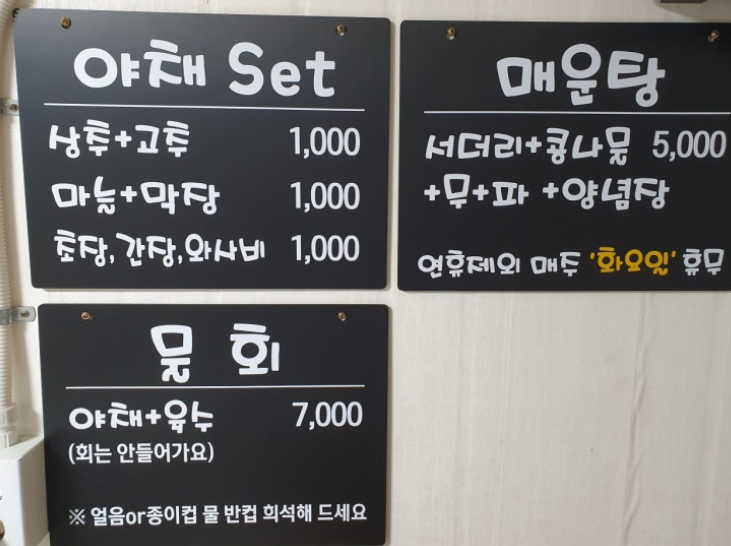 야채 Set
상추+고추 1,000
마늘+막장 1,000
초장,간장,와사비 1,000
매운탕
서더리+콩나물 5,000
+무+파 +양념장
연휴제외 매주 '화요일' 휴무
물 회
야채+육수 7,000
(회는 안들어가요)
※ 얼음or종이컵 물 반컵 희석해 드세요